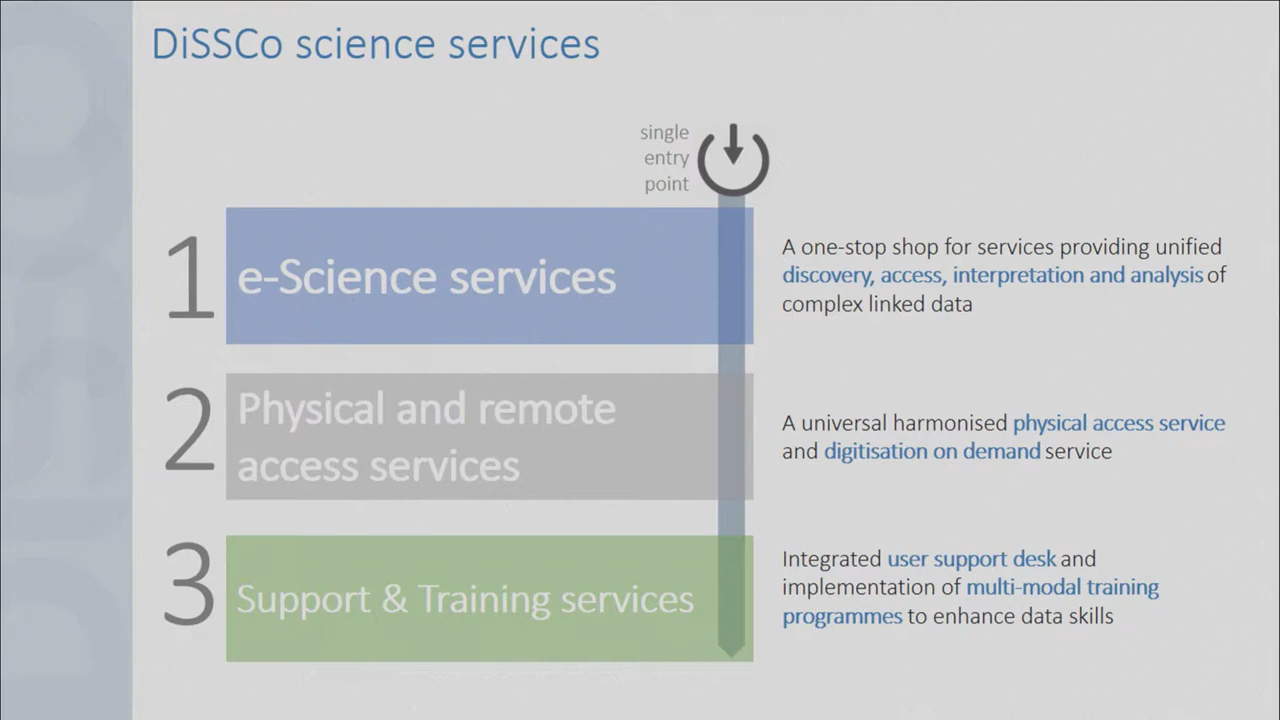 DiSSCo science services
single
entry
point
1
e-Science services
A one-stop shop for services providing unified
discovery, access, interpretation and analysis of
complex linked data
2
Physical and remote
access services
A universal harmonised physical access service
and digitisation on demand service
3
Support & Training services
Integrated user support desk and
implementation of multi-modal training
programmes to enhance data skills